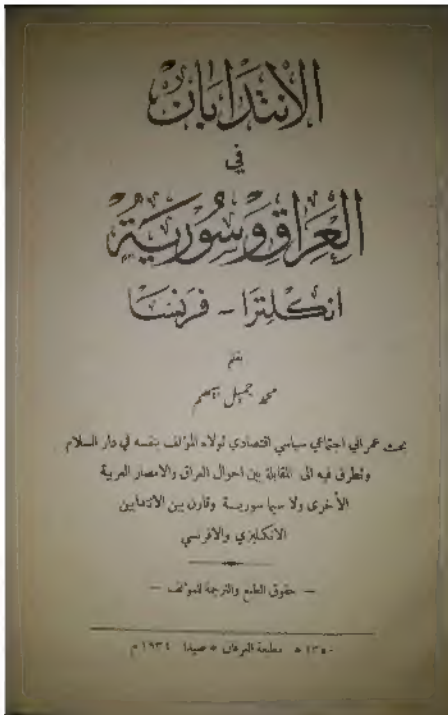 الانتدابان
في
العراق وسورية
انكلترا - فرنسا
بقلم
محمد جميل بيهم
بحث عمراني اجتماعي سياسي اقتصادي تولاه المؤلف بنفسه في دار السلام
وتطرق فيه الى المقابلة بين احوال العراق والامصار العربية
الأخرى ولا سيما سورية وقارن بين الانتدابين
الانكليزي والافرنسي
- حقوق الطبع والترجمة للمؤلف -
١٣٥٠ هـ مطبعة العرفان * صيدا ١٩٣١ م